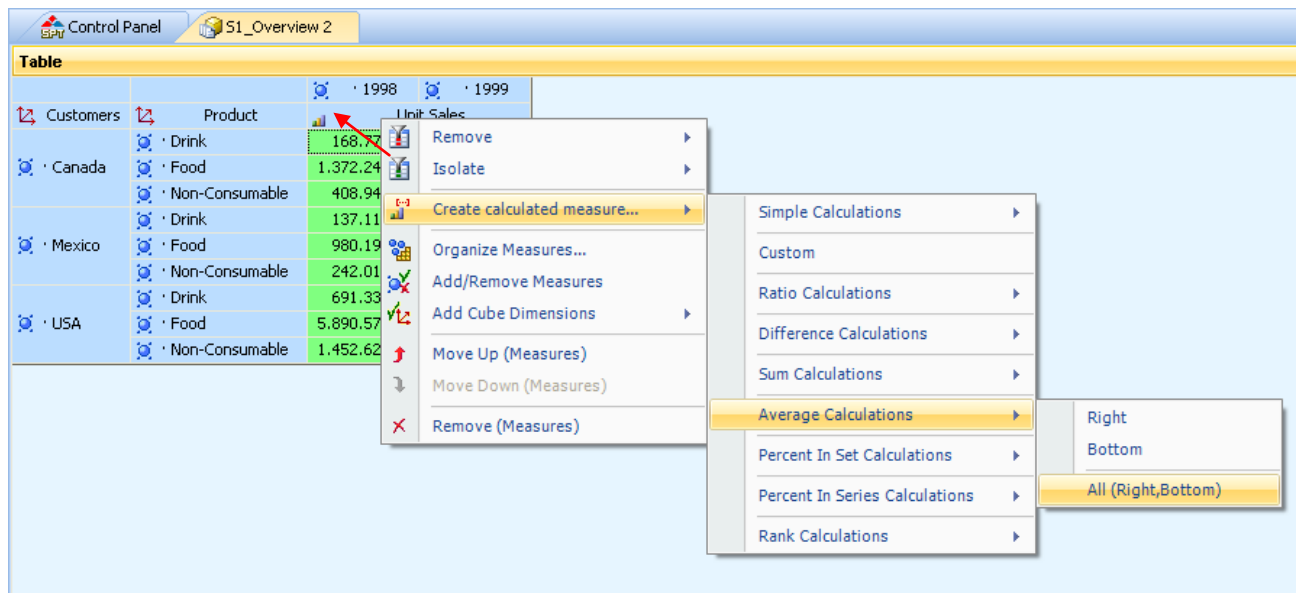 Control Panel S1_Overview 2
Table
· 1998 · 1999
Customers Product Unit Sales
· Canada · Drink 168.77
· Food 1.372.24
· Non-Consumable 408.94
· Mexico · Drink 137.11
· Food 980.19
· Non-Consumable 242.01
· USA · Drink 691.33
· Food 5.890.57
· Non-Consumable 1.452.62
Remove
Isolate
Create calculated measure...
Organize Measures...
Add/Remove Measures
Add Cube Dimensions
Move Up (Measures)
Move Down (Measures)
Remove (Measures)
Simple Calculations
Custom
Ratio Calculations
Difference Calculations
Sum Calculations
Average Calculations
Percent In Set Calculations
Percent In Series Calculations
Rank Calculations
Right
Bottom
All (Right,Bottom)